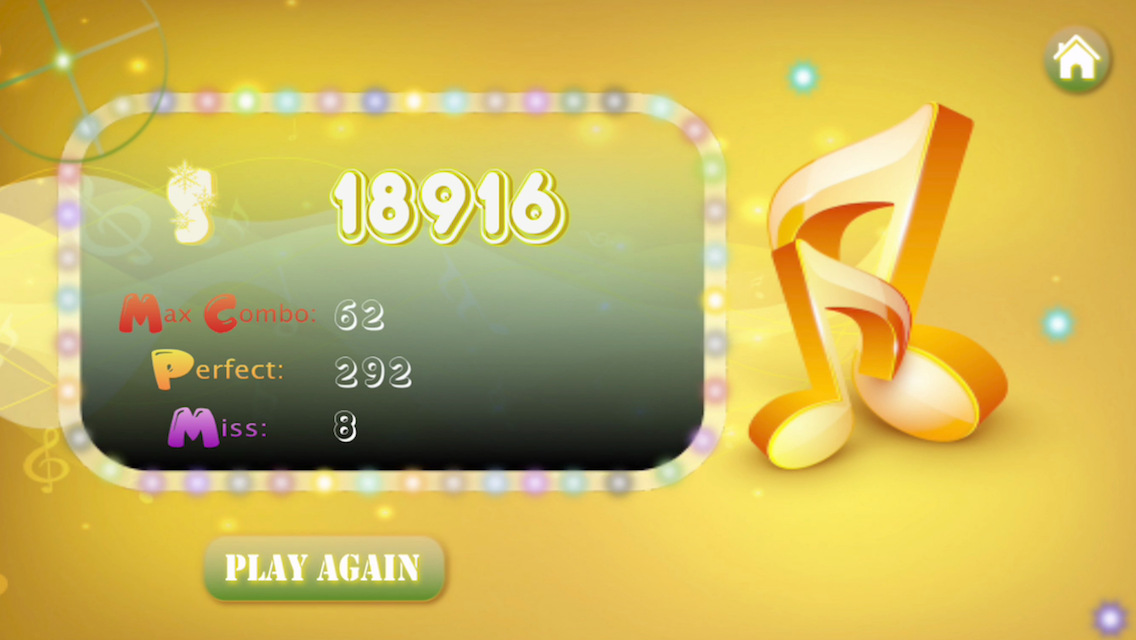 S 18916
Max Combo: 62
Perfect: 292
Miss: 8
PLAY AGAIN